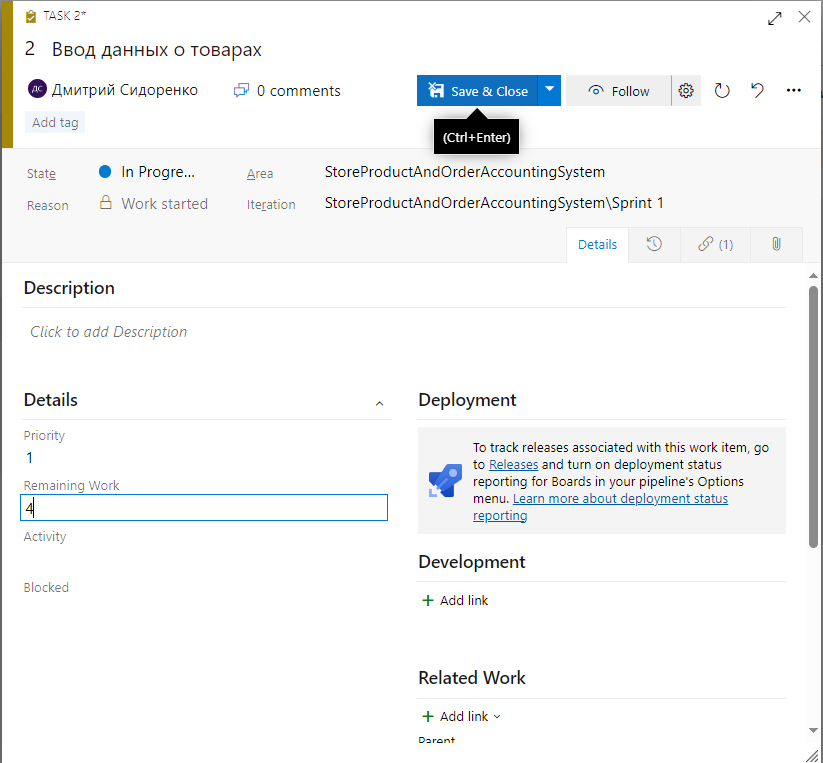 TASK 2*
2 Ввод данных о товарах
ДС Дмитрий Сидоренко 0 comments Save & Close Follow
Add tag
(Ctrl+Enter)
State In Progre... Area StoreProductAndOrderAccountingSystem
Reason Work started Iteration StoreProductAndOrderAccountingSystem\Sprint 1
Details (1)
Description
Click to add Description
Details
Priority
1
Remaining Work
4
Activity
Blocked
Deployment
To track releases associated with this work item, go
to Releases and turn on deployment status
reporting for Boards in your pipeline's Options
menu. Learn more about deployment status
reporting
Development
+ Add link
Related Work
+ Add link
Parent